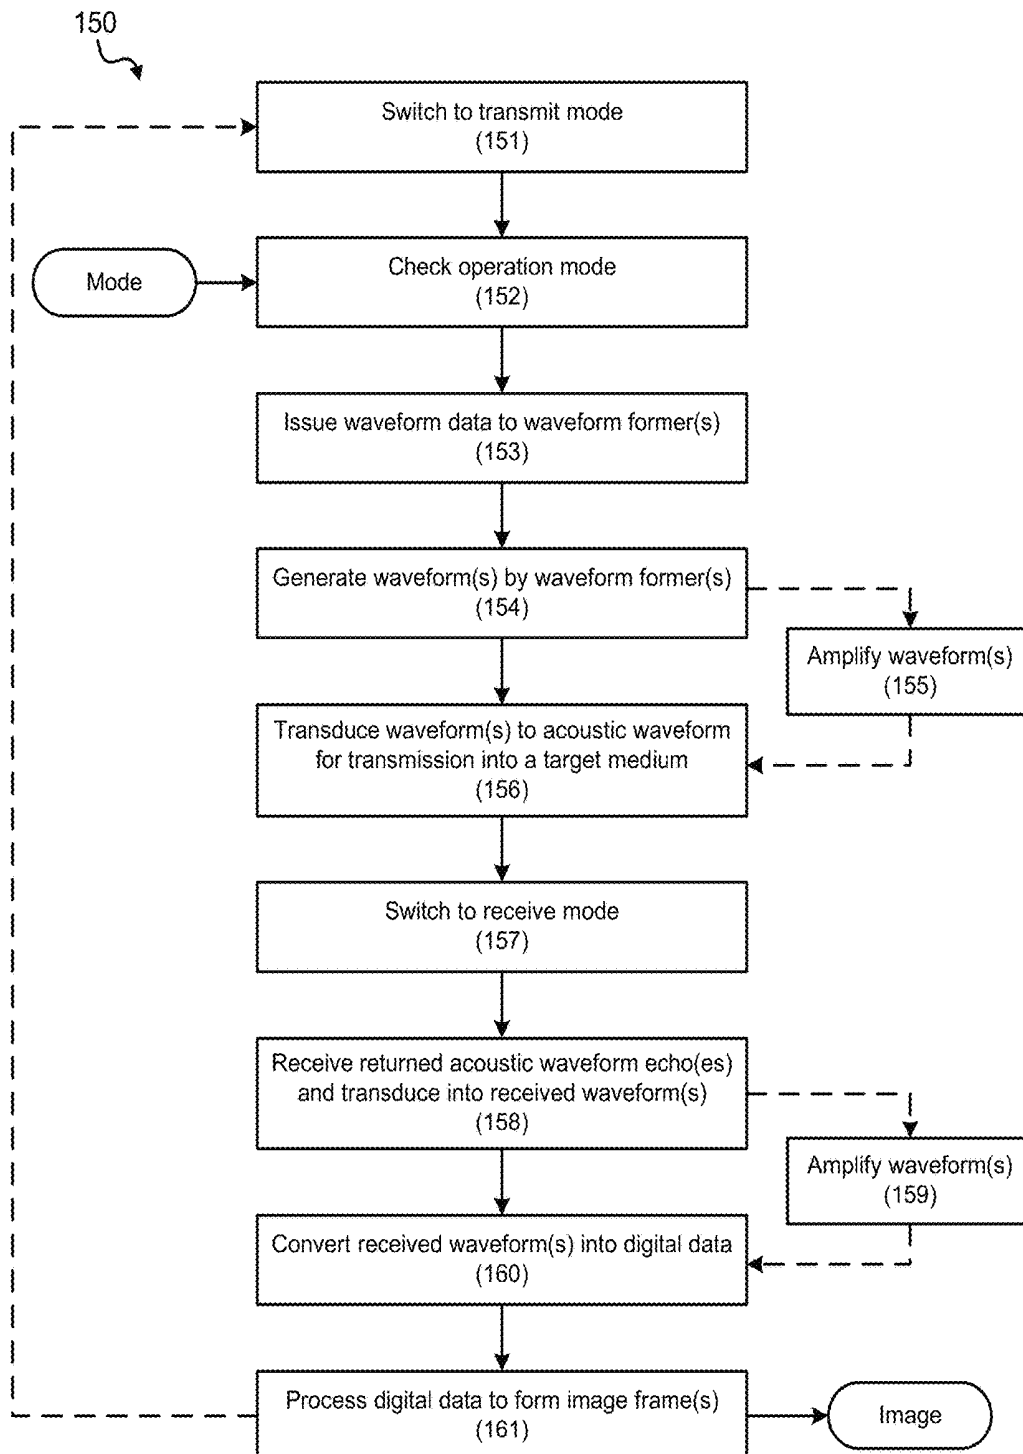 150
Switch to transmit mode
(151)
Mode
Check operation mode
(152)
Issue waveform data to waveform former(s)
(153)
Generate waveform(s) by waveform former(s)
(154)
Amplify waveform(s)
(155)
Transduce waveform(s) to acoustic waveform
for transmission into a target medium
(156)
Switch to receive mode
(157)
Receive returned acoustic waveform echo(es)
and transduce into received waveform(s)
(158)
Amplify waveform(s)
(159)
Convert received waveform(s) into digital data
(160)
Process digital data to form image frame(s)
(161)
Image